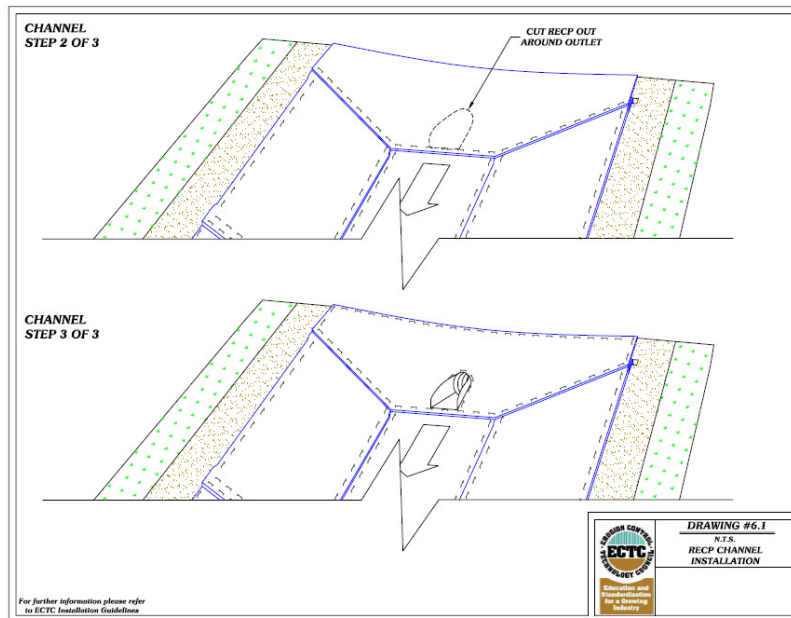 CHANNEL
STEP 2 OF 3
CUT RECP OUT
AROUND OUTLET
CHANNEL
STEP 3 OF 3
EROSION CONTROL
ECTC
TECHNOLOGY COUNCIL
Education and
Standardization
for a Growing
Industry
DRAWING #6.1
N.T.S.
RECP CHANNEL
INSTALLATION
For further information please refer
to ECTC Installation Guidelines